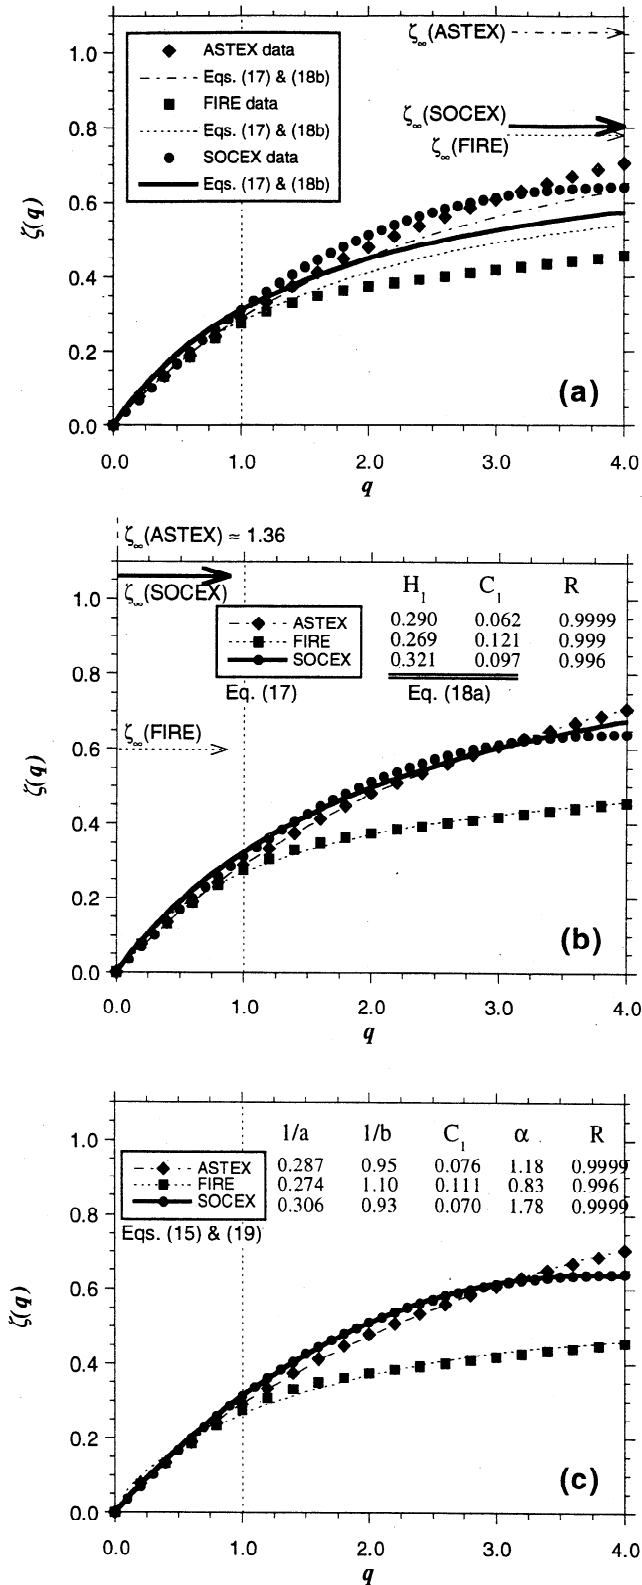 1.0
0.8
0.6
0.4
0.2
0.0
ζ(q)
ASTEX data
Eqs. (17) & (18b)
FIRE data
Eqs. (17) & (18b)
SOCEX data
Eqs. (17) & (18b)
ζ∞(ASTEX)
ζ∞(SOCEX)
ζ∞(FIRE)
(a)
0.0 1.0 2.0 3.0 4.0
q
ζ∞(ASTEX) = 1.36
ζ∞(SOCEX)
1.0
0.8
0.6
0.4
0.2
0.0
ζ(q)
H₁ C₁ R
ASTEX 0.290 0.062 0.9999
FIRE 0.269 0.121 0.999
SOCEX 0.321 0.097 0.996
Eq. (17) Eq. (18a)
ζ∞(FIRE)
(b)
0.0 1.0 2.0 3.0 4.0
q
1.0
0.8
0.6
0.4
0.2
0.0
ζ(q)
1/a 1/b C₁ α R
ASTEX 0.287 0.95 0.076 1.18 0.9999
FIRE 0.274 1.10 0.111 0.83 0.996
SOCEX 0.306 0.93 0.070 1.78 0.9999
Eqs. (15) & (19)
(c)
0.0 1.0 2.0 3.0 4.0
q